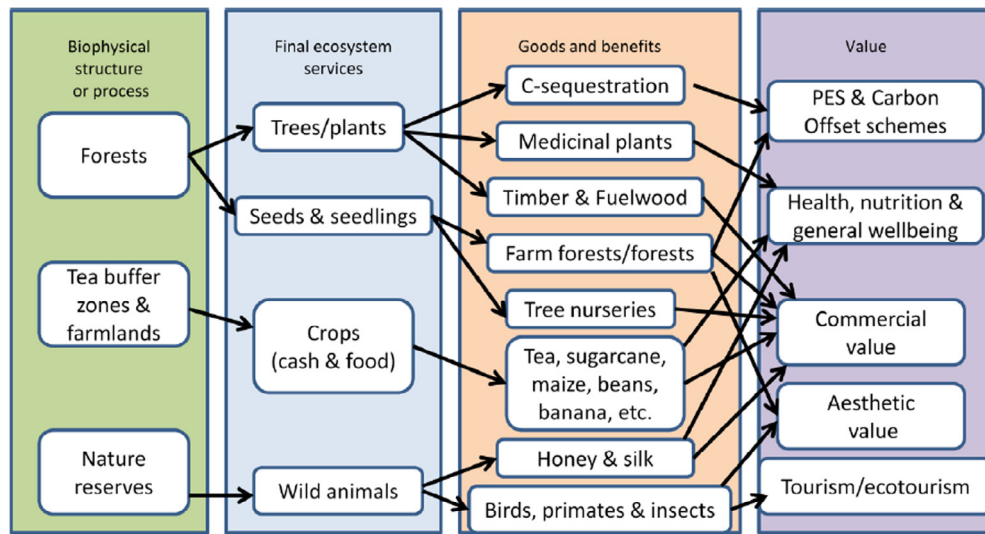 Biophysical
structure
or process
Forests
Tea buffer
zones &
farmlands
Nature
reserves
Final ecosystem
services
Trees/plants
Seeds & seedlings
Crops
(cash & food)
Wild animals
Goods and benefits
C-sequestration
Medicinal plants
Timber & Fuelwood
Farm forests/forests
Tree nurseries
Tea, sugarcane,
maize, beans,
banana, etc.
Honey & silk
Birds, primates & insects
Value
PES & Carbon
Offset schemes
Health, nutrition &
general wellbeing
Commercial
value
Aesthetic
value
Tourism/ecotourism